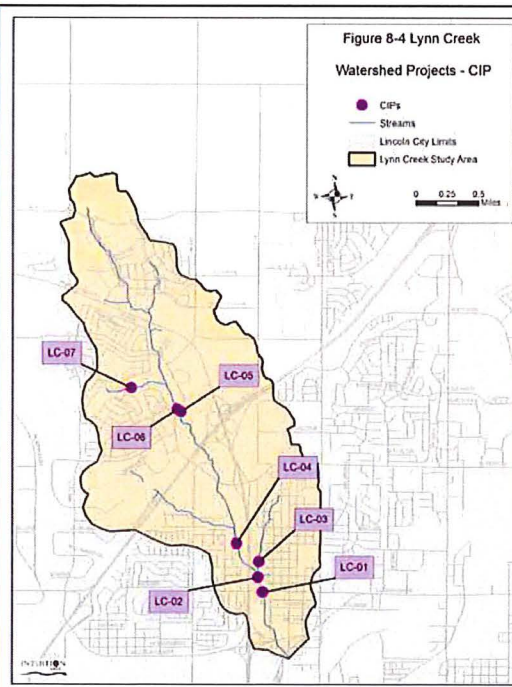 Figure 8-4 Lynn Creek
Watershed Projects - CIP
CIPs
Streams
Lincoln City Limits
Lynn Creek Study Area
N
S
0 0.25 0.5
Miles
LC-07
LC-05
LC-06
LC-04
LC-03
LC-01
LC-02